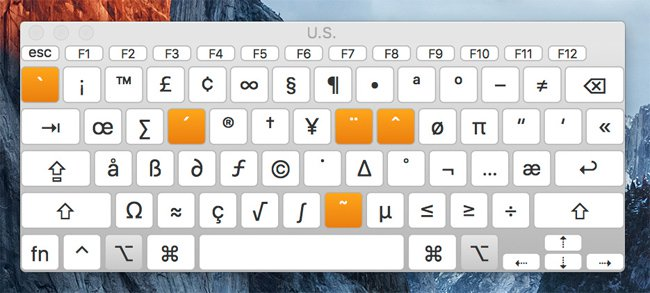 U.S.
esc F1 F2 F3 F4 F5 F6 F7 F8 F9 F10 F11 F12
` ¡ ™ £ ¢ ∞ § ¶ • ª º – ≠ ⌫
⇥ œ ∑ ´ ® † ¥ ¨ ˆ ø π “ ‘ «
⇪ å ß ∂ ƒ © ˙ ∆ ˚ ¬ … æ ↩
⇧ Ω ≈ ç √ ∫ ˜ µ ≤ ≥ ÷ ⇧
fn ^ ⌥ ⌘ ⌘ ⌥ ⇠ ⇡ ⇣ ⇢